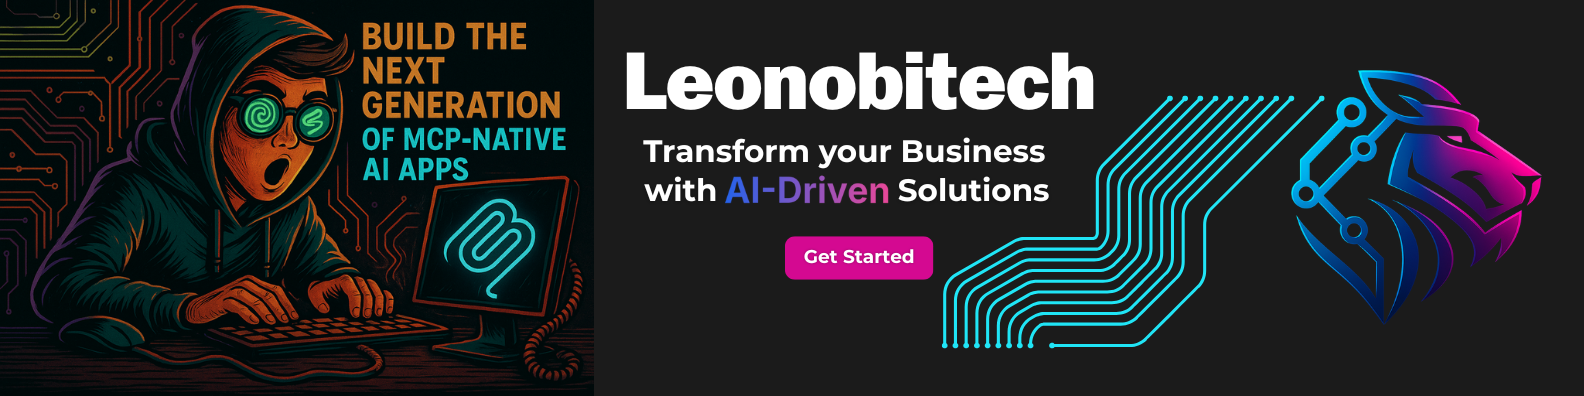 BUILD THE
NEXT
GENERATION
OF MCP-NATIVE
AI APPS
Leonobitech
Transform your Business
with AI-Driven Solutions
Get Started